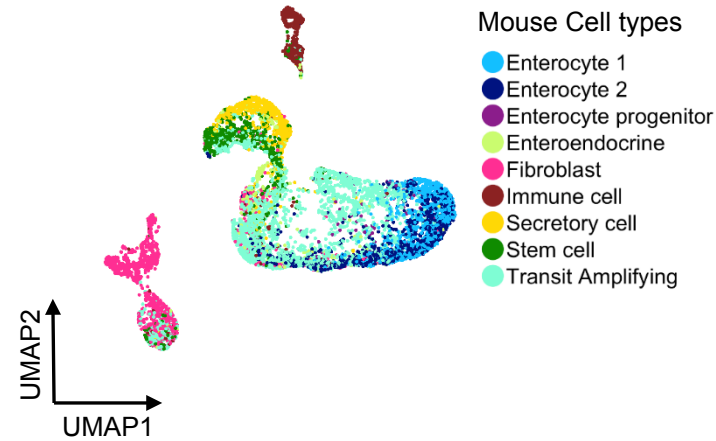 Mouse Cell types
Enterocyte 1
Enterocyte 2
Enterocyte progenitor
Enteroendocrine
Fibroblast
Immune cell
Secretory cell
Stem cell
Transit Amplifying
UMAP2
UMAP1